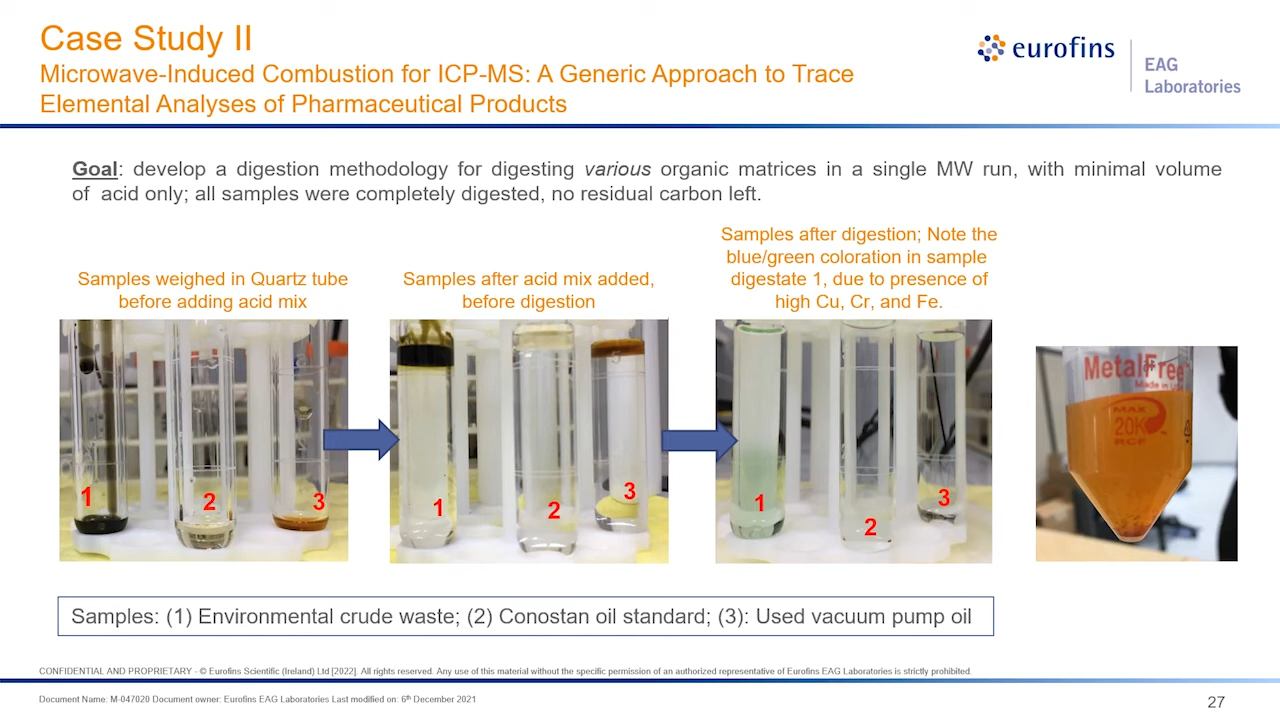 Case Study II
Microwave-Induced Combustion for ICP-MS: A Generic Approach to Trace
Elemental Analyses of Pharmaceutical Products
eurofins
EAG
Laboratories
Goal: develop a digestion methodology for digesting various organic matrices in a single MW run, with minimal volume
of acid only; all samples were completely digested, no residual carbon left.
Samples weighed in Quartz tube
before adding acid mix
Samples after acid mix added,
before digestion
Samples after digestion; Note the
blue/green coloration in sample
digestate 1, due to presence of
high Cu, Cr, and Fe.
1
2
3
1
2
3
1
2
3
MetalFree
Made in
MAX
20K
RCF
Samples: (1) Environmental crude waste; (2) Conostan oil standard; (3): Used vacuum pump oil
CONFIDENTIAL AND PROPRIETARY - © Eurofins Scientific (Ireland) Ltd [2022]. All rights reserved. Any use of this material without the specific permission of an authorized representative of Eurofins EAG Laboratories is strictly prohibited.
Document Name: M-047020 Document owner: Eurofins EAG Laboratories Last modified on: 6th December 2021
27